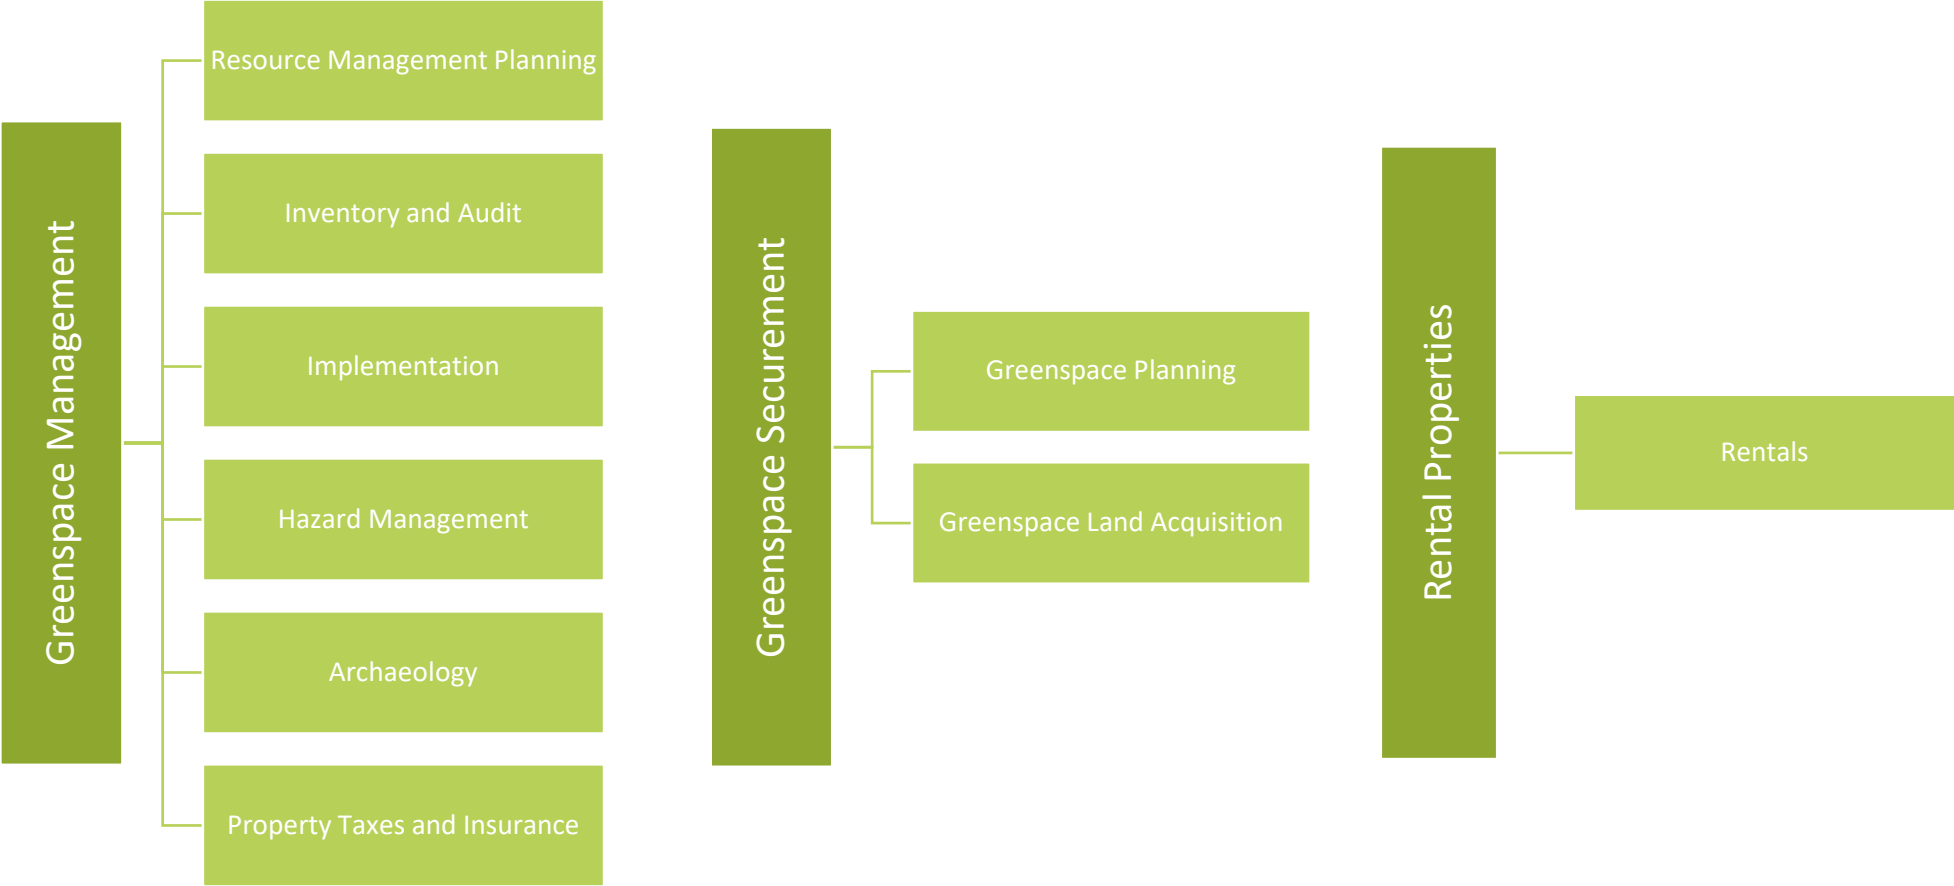 Greenspace Management
Resource Management Planning
Inventory and Audit
Implementation
Hazard Management
Archaeology
Property Taxes and Insurance
Greenspace Securement
Greenspace Planning
Greenspace Land Acquisition
Rental Properties
Rentals